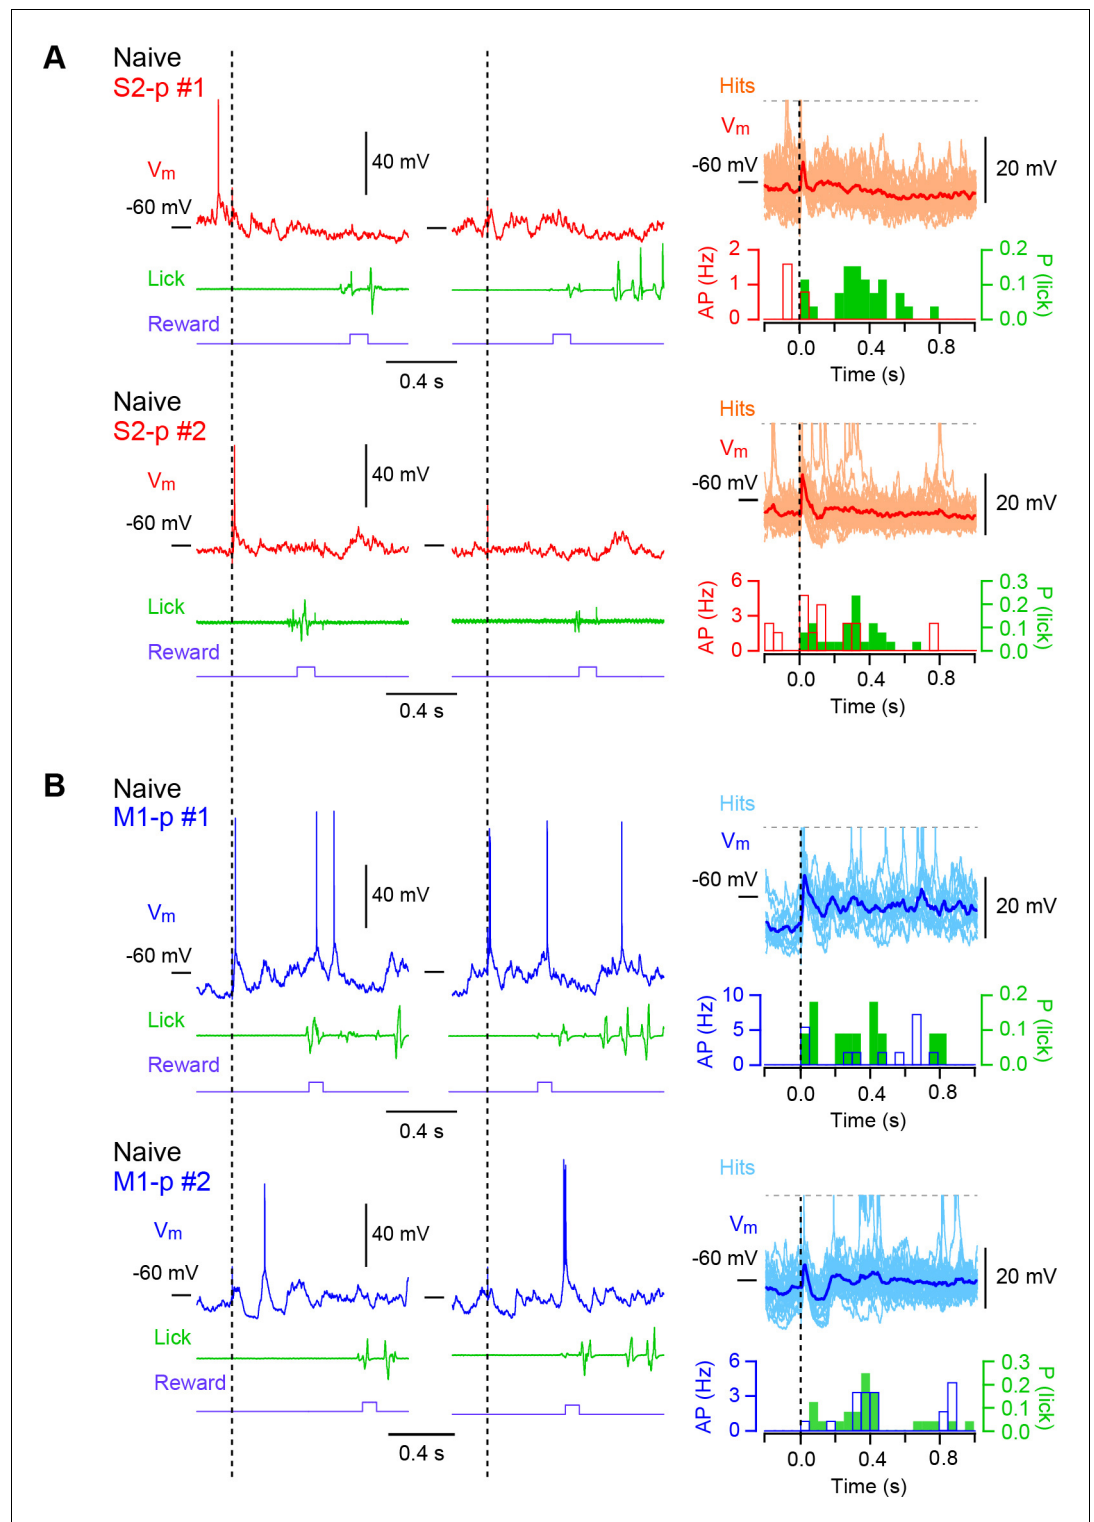 A
Naive
S2-p #1
Vm
-60 mV
40 mV
Lick
Reward
0.4 s
Hits
Vm
-60 mV
20 mV
AP (Hz)
2
1
0
0.2
0.1
0.0
P (lick)
0.0
0.4
0.8
Time (s)
Naive
S2-p #2
Vm
-60 mV
40 mV
Lick
Reward
0.4 s
Hits
Vm
-60 mV
20 mV
AP (Hz)
6
3
0
0.3
0.2
0.1
0.0
P (lick)
0.0
0.4
0.8
Time (s)
B
Naive
M1-p #1
Vm
-60 mV
40 mV
Lick
Reward
0.4 s
Hits
Vm
-60 mV
20 mV
AP (Hz)
10
5
0
0.2
0.1
0.0
P (lick)
0.0
0.4
0.8
Time (s)
Naive
M1-p #2
Vm
-60 mV
40 mV
Lick
Reward
0.4 s
Hits
Vm
-60 mV
20 mV
AP (Hz)
6
3
0
0.3
0.2
0.1
0.0
P (lick)
0.0
0.4
0.8
Time (s)